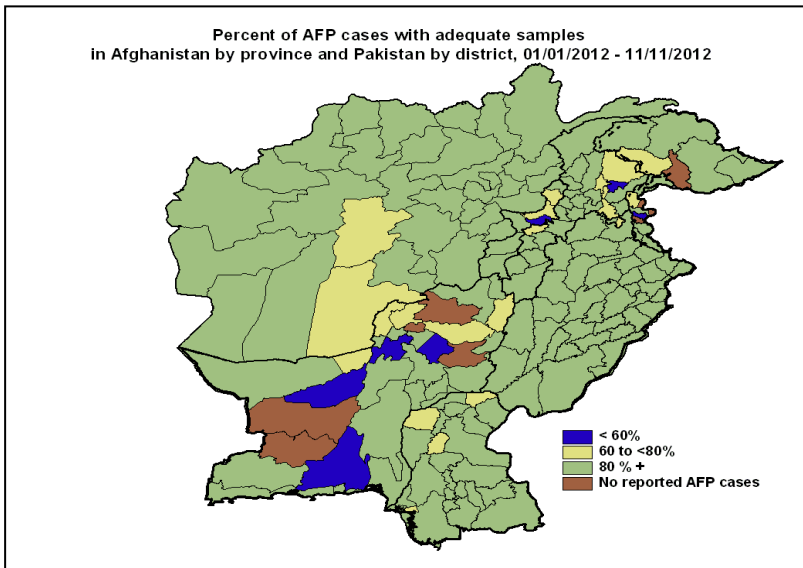 Percent of AFP cases with adequate samples
in Afghanistan by province and Pakistan by district, 01/01/2012 - 11/11/2012
< 60%
60 to <80%
80 % +
No reported AFP cases